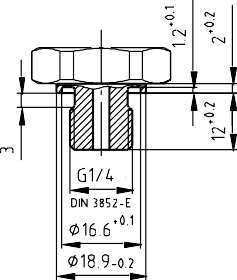 1.2+0.1
2+0.2
12+0.2
3
G1/4
DIN 3852-E
Ø16.6+0.1
Ø18.9-0.2